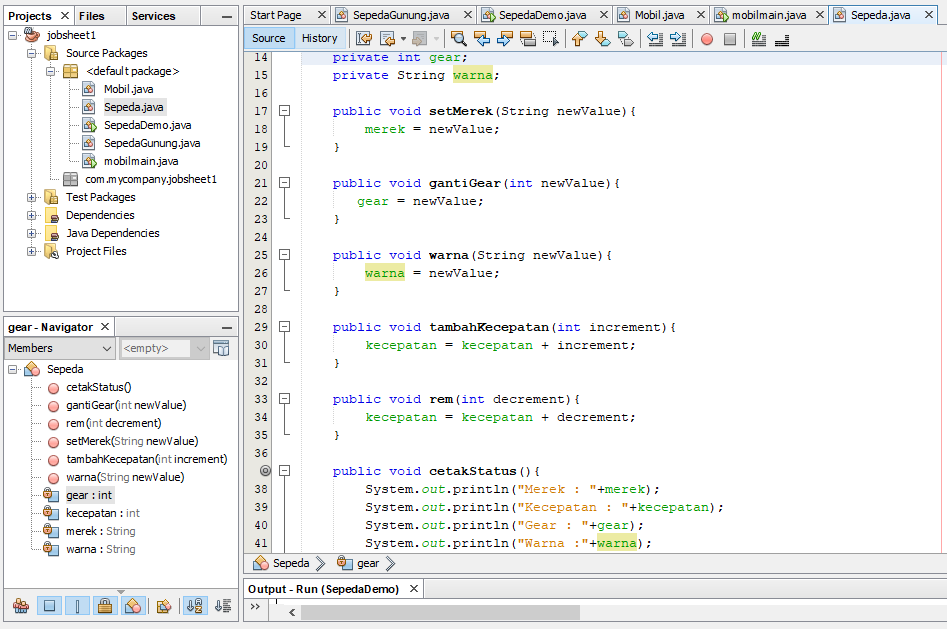 Projects × Files Services
jobsheet1
Source Packages
<default package>
Mobil.java
Sepeda.java
SepedaDemo.java
SepedaGunung.java
mobilmain.java
com.mycompany.jobsheet1
Test Packages
Dependencies
Java Dependencies
Project Files
gear - Navigator ×
Members <empty>
Sepeda
cetakStatus()
gantiGear(int newValue)
rem(int decrement)
setMerek(String newValue)
tambahKecepatan(int increment)
warna(String newValue)
gear : int
kecepatan : int
merek : String
warna : String
Start Page × SepedaGunung.java × SepedaDemo.java × Mobil.java × mobilmain.java × Sepeda.java ×
Source History
14 private int gear;
15 private String warna;
16
17 public void setMerek(String newValue){
18 merek = newValue;
19 }
20
21 public void gantiGear(int newValue){
22 gear = newValue;
23 }
24
25 public void warna(String newValue){
26 warna = newValue;
27 }
28
29 public void tambahKecepatan(int increment){
30 kecepatan = kecepatan + increment;
31 }
32
33 public void rem(int decrement){
34 kecepatan = kecepatan + decrement;
35 }
36
public void cetakStatus(){
38 System.out.println("Merek : "+merek);
39 System.out.println("Kecepatan : "+kecepatan);
40 System.out.println("Gear : "+gear);
41 System.out.println("Warna :"+warna);
Sepeda gear
Output - Run (SepedaDemo) ×